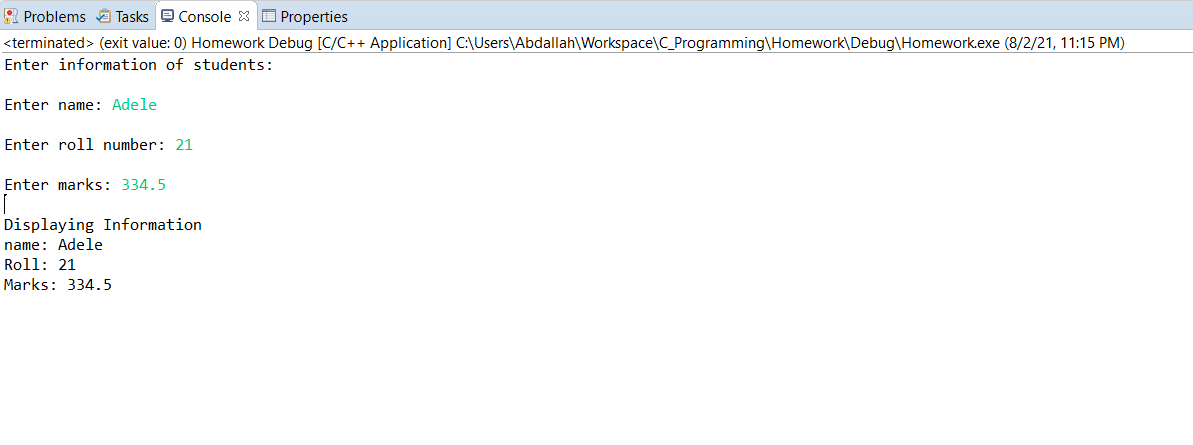 Problems Tasks Console Properties
<terminated> (exit value: 0) Homework Debug [C/C++ Application] C:\Users\Abdallah\Workspace\C_Programming\Homework\Debug\Homework.exe (8/2/21, 11:15 PM)
Enter information of students:
Enter name: Adele
Enter roll number: 21
Enter marks: 334.5
Displaying Information
name: Adele
Roll: 21
Marks: 334.5